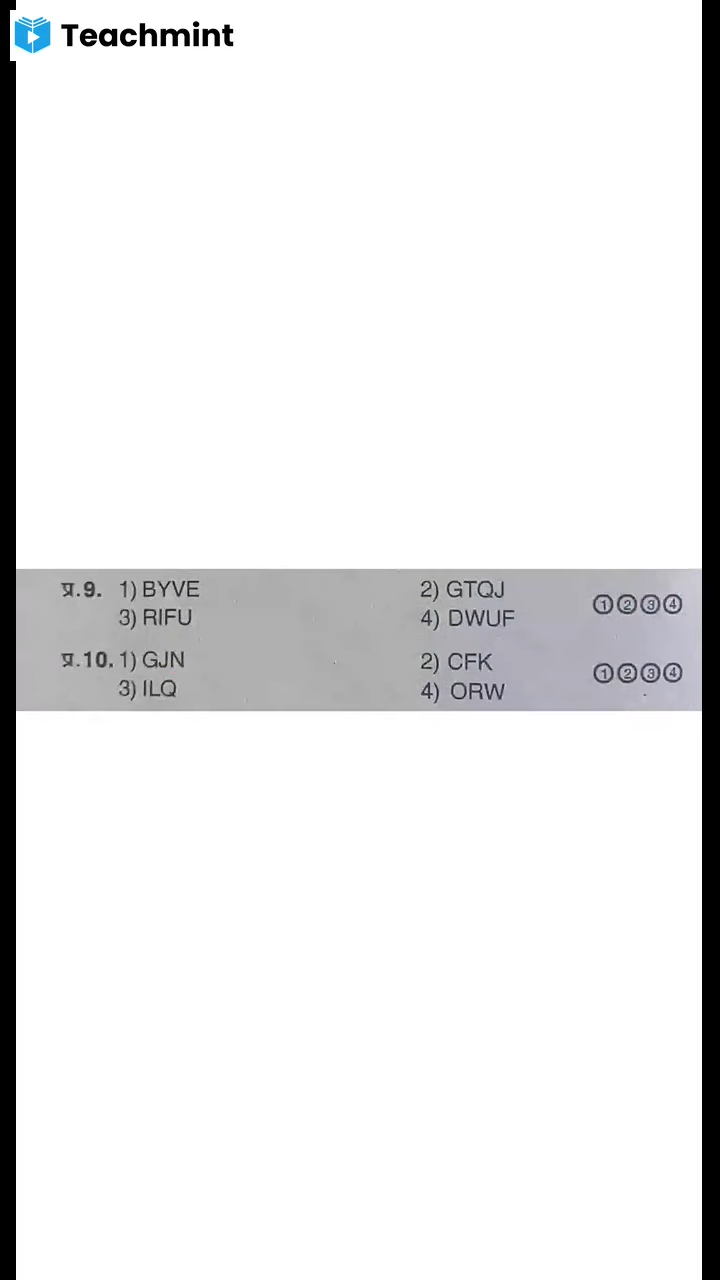 Teachmint
प्र.9. 1) BYVE 2) GTQJ
3) RIFU 4) DWUF ①②③④
प्र.10. 1) GJN 2) CFK
3) ILQ 4) ORW ①②③④